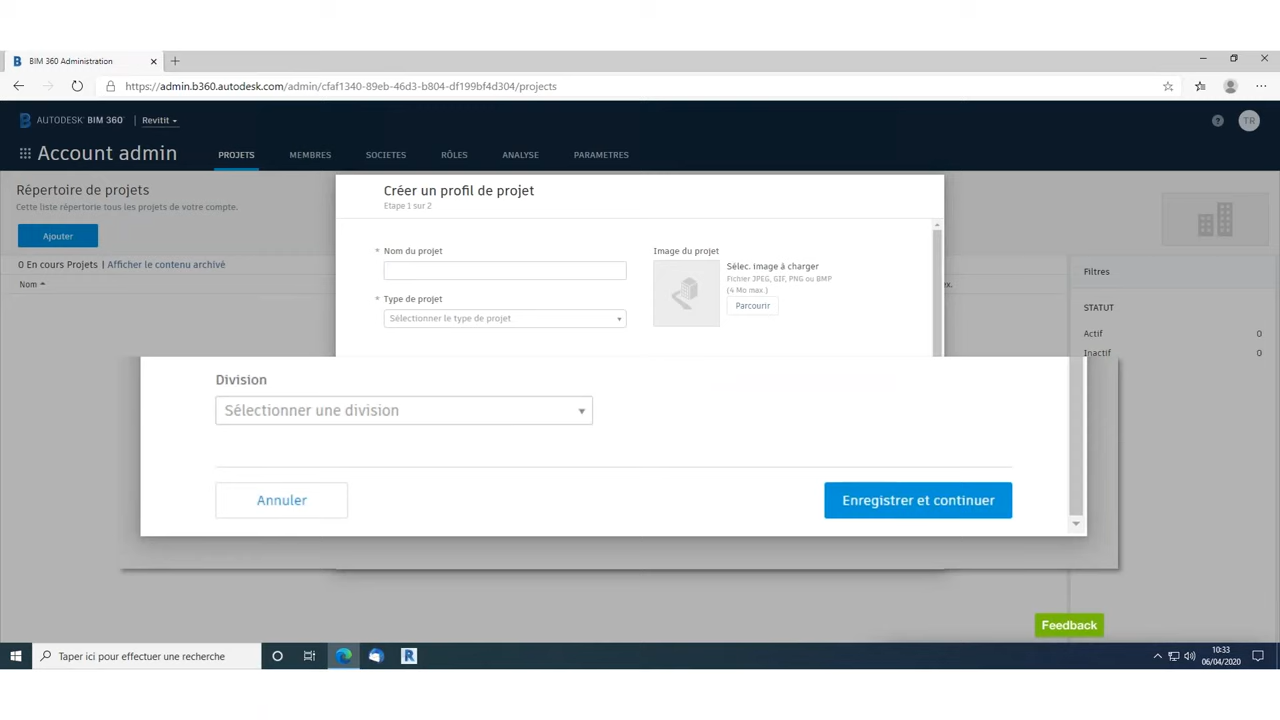 BIM 360 Administration
https://admin.b360.autodesk.com/admin/cfaf1340-89eb-46d3-b804-df199bf4d304/projects
AUTODESK® BIM 360® Revitit
TR
Account admin
PROJETS MEMBRES SOCIETES RÔLES ANALYSE PARAMETRES
Répertoire de projets
Cette liste répertorie tous les projets de votre compte.
Ajouter
0 En cours Projets | Afficher le contenu archivé
Nom
Créer un profil de projet
Etape 1 sur 2
* Nom du projet
Image du projet
Sélec. image à charger
Fichier JPEG, GIF, PNG ou BMP
(4 Mo max.)
Parcourir
* Type de projet
Sélectionner le type de projet
Filtres
STATUT
Actif 0
Inactif 0
Division
Sélectionner une division
Annuler
Enregistrer et continuer
Feedback
Taper ici pour effectuer une recherche
10:33
06/04/2020